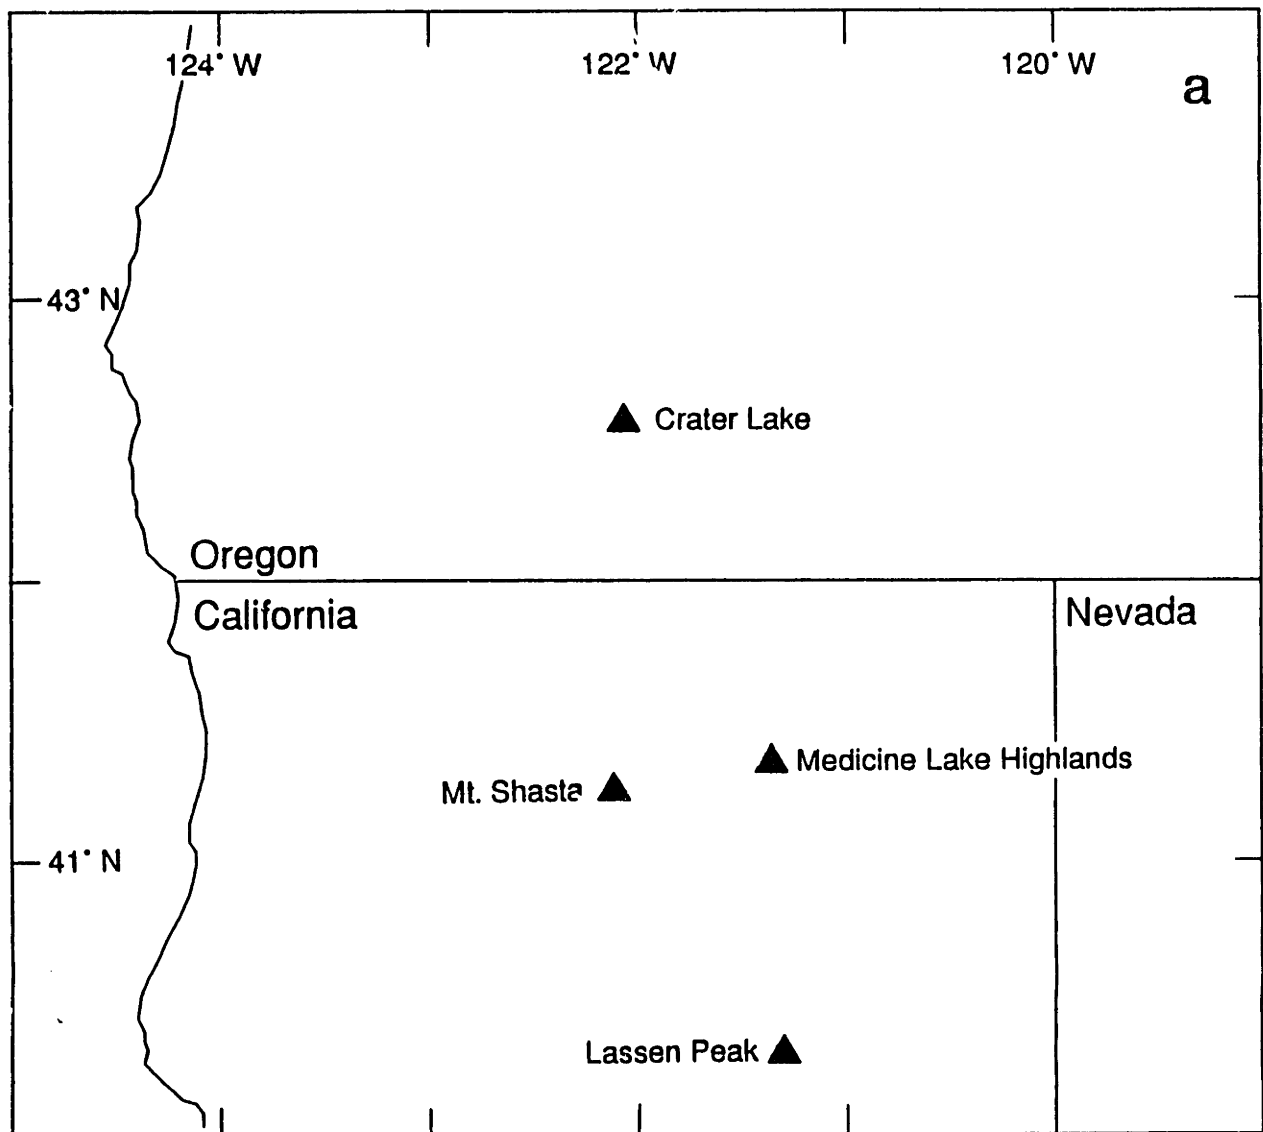 124° W
122° W
120° W
a
43° N
Crater Lake
Oregon
California
Nevada
Medicine Lake Highlands
Mt. Shasta
41° N
Lassen Peak